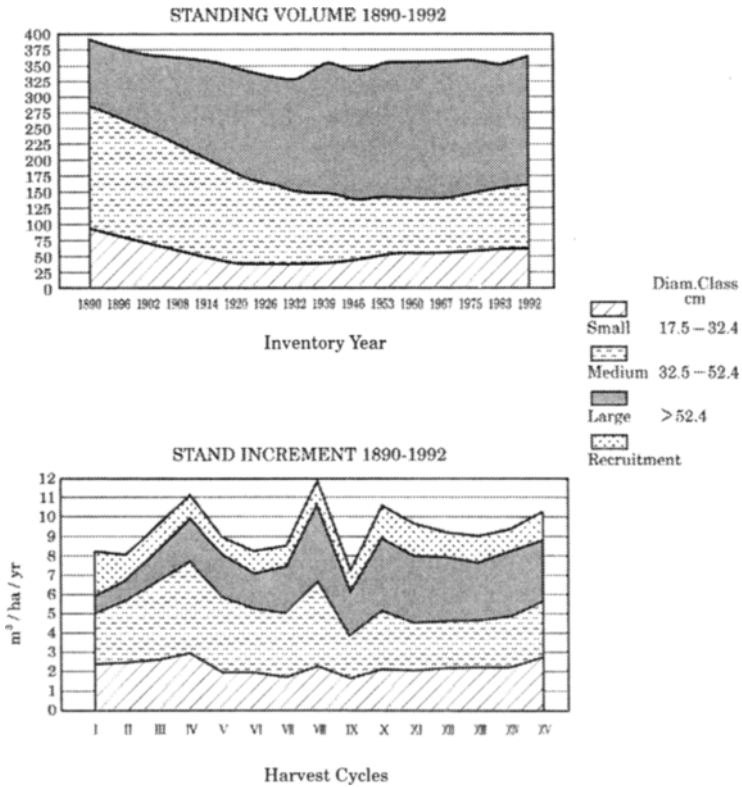 STANDING VOLUME 1890-1992
400
375
350
325
300
275
250
225
200
175
150
125
100
75
50
25
0
1890 1896 1902 1908 1914 1920 1926 1932 1939 1946 1953 1960 1967 1975 1983 1992
Inventory Year
Diam.Class
cm
Small 17.5 – 32.4
Medium 32.5 – 52.4
Large > 52.4
Recruitment
STAND INCREMENT 1890-1992
m³ / ha / yr
12
11
10
9
8
7
6
5
4
3
2
1
0
I II III IV V VI VII VIII IX X XI XII XIII XIV XV
Harvest Cycles